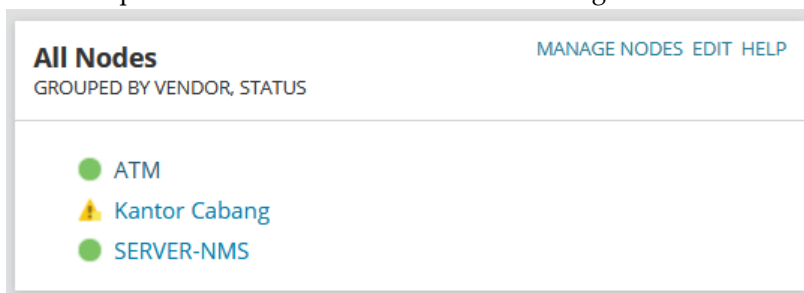 All Nodes
MANAGE NODES EDIT HELP
GROUPED BY VENDOR, STATUS
ATM
Kantor Cabang
SERVER-NMS